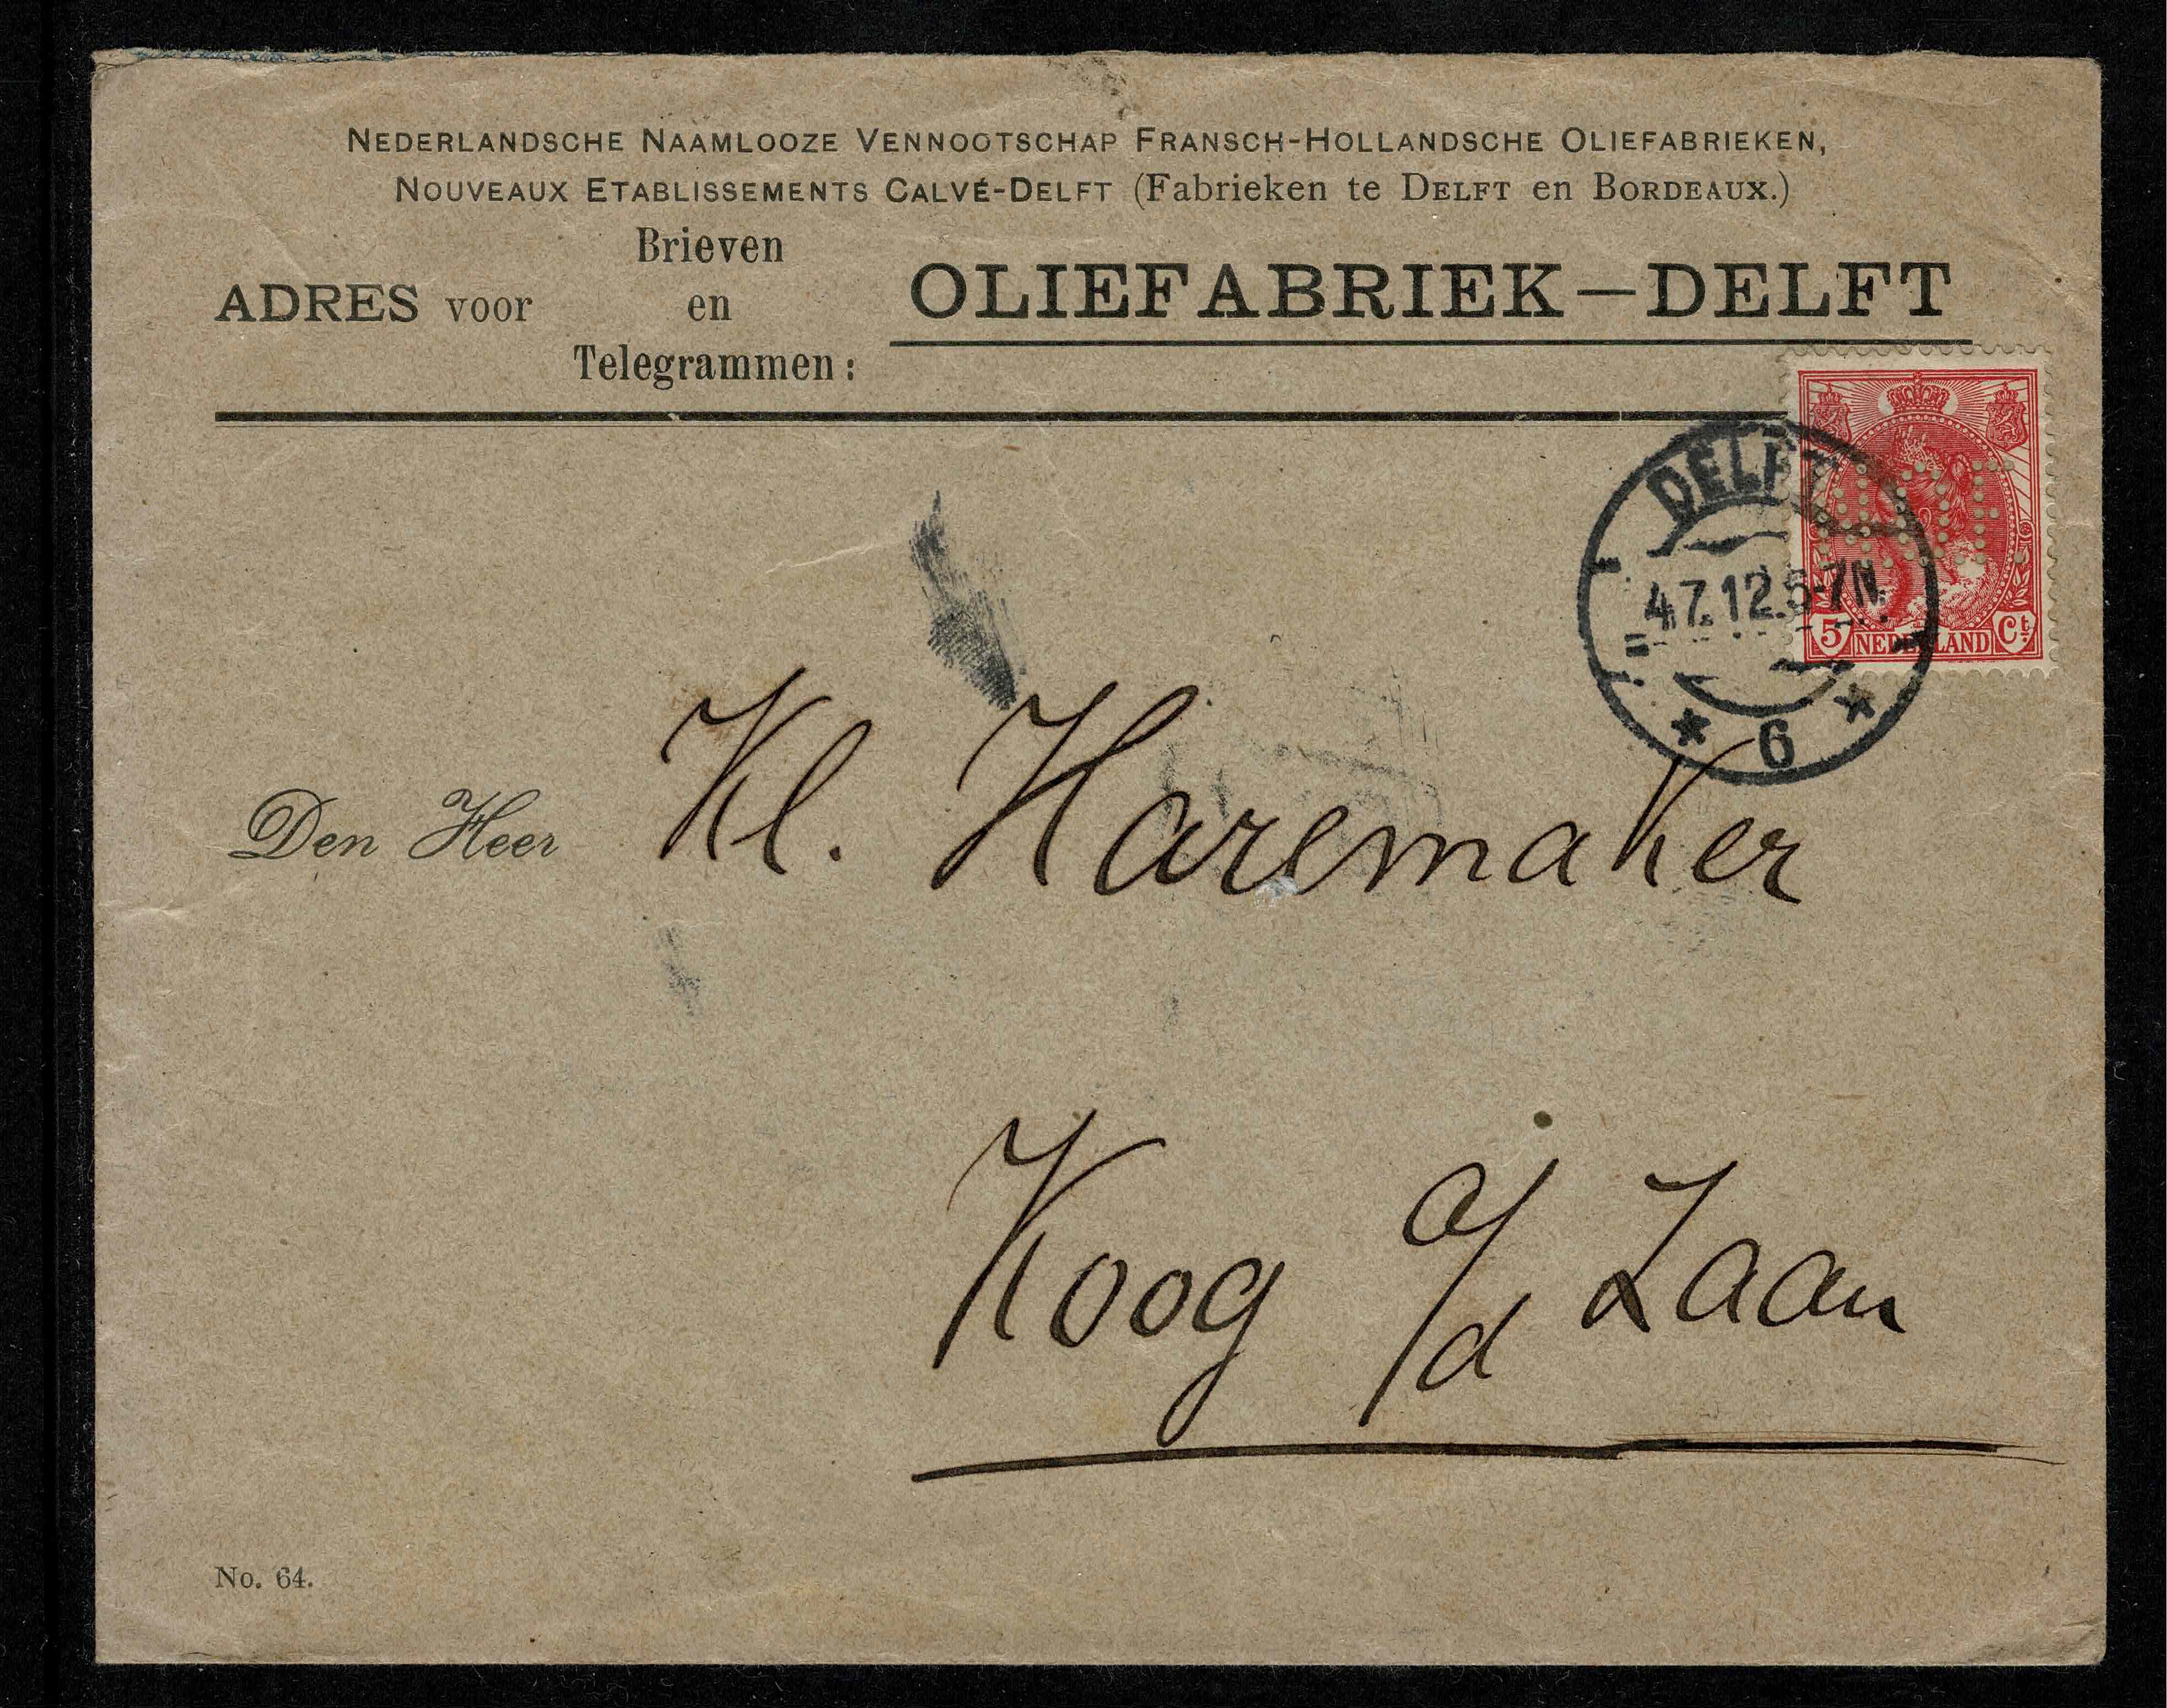 NEDERLANDSCHE NAAMLOOZE VENNOOTSCHAP FRANSCH-HOLLANDSCHE OLIEFABRIEKEN,
NOUVEAUX ETABLISSEMENTS CALVÉ-DELFT (Fabrieken te DELFT en BORDEAUX.)
ADRES voor
Brieven
en
Telegrammen:
OLIEFABRIEK—DELFT
DELFT
4.7.12.5-7N.
* 6 *
5 NEDERLAND Ct.
Den Heer Kl. Haremaker
Koog a/d Zaan
No. 64.